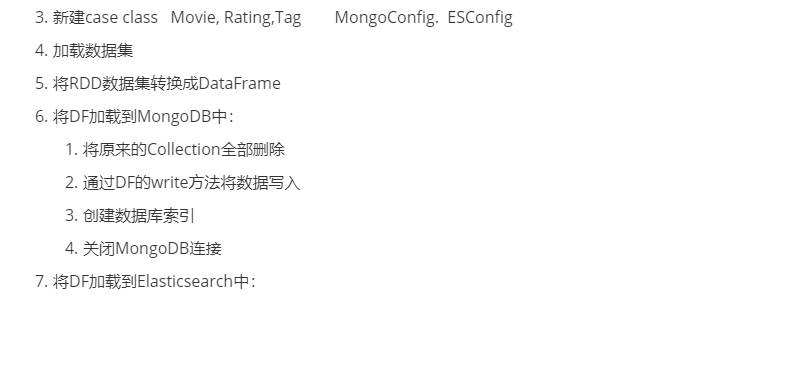 3. 新建case class Movie, Rating,Tag MongoConfig. ESConfig
4. 加载数据集
5. 将RDD数据集转换成DataFrame
6. 将DF加载到MongoDB中：
1. 将原来的Collection全部删除
2. 通过DF的write方法将数据写入
3. 创建数据库索引
4. 关闭MongoDB连接
7. 将DF加载到Elasticsearch中：